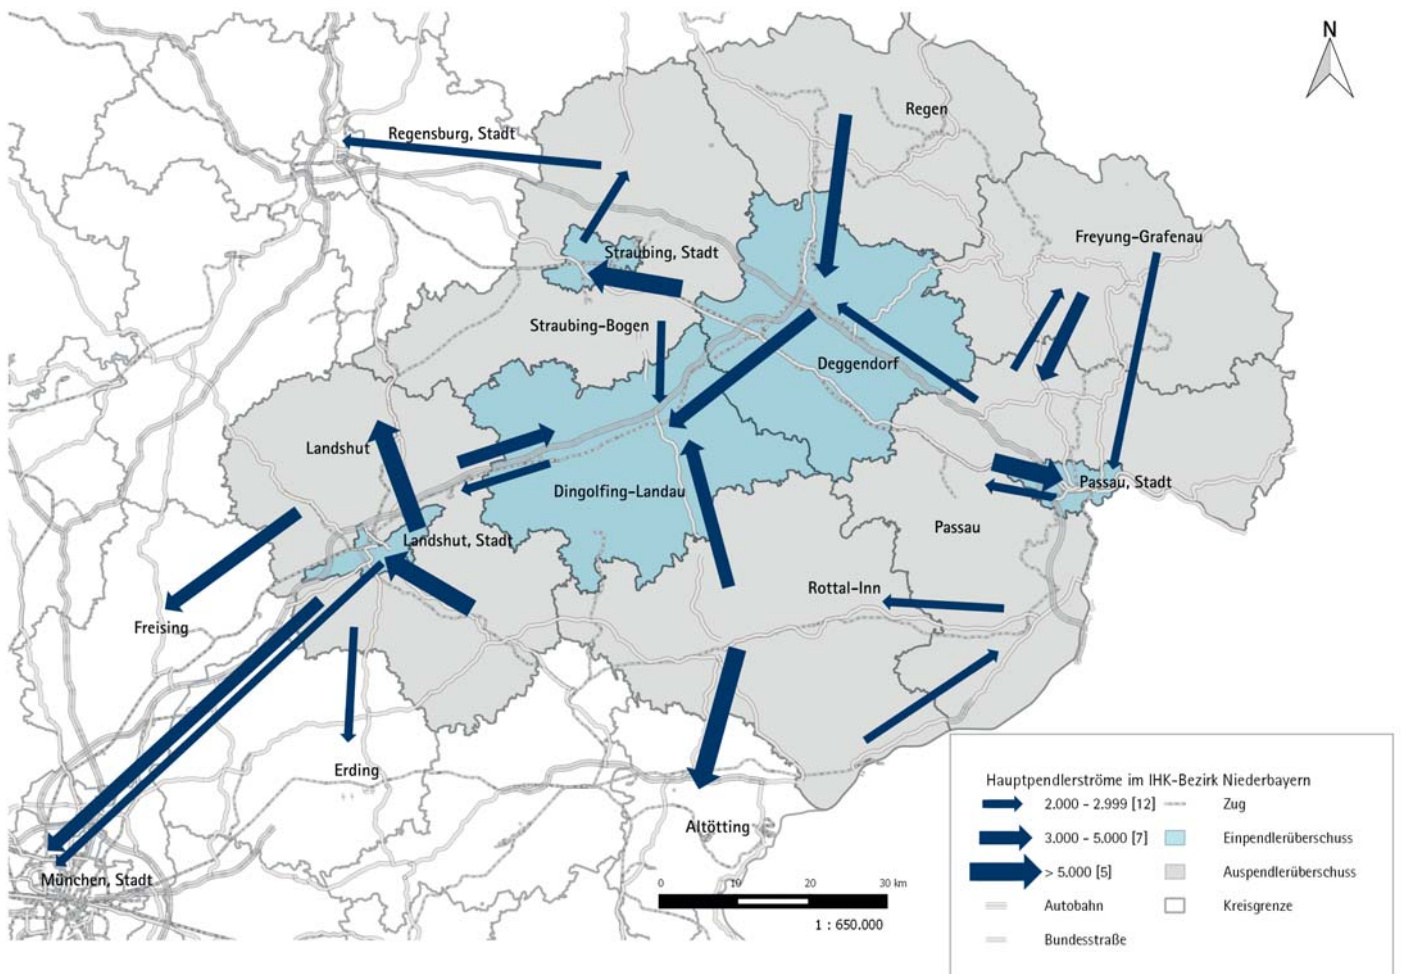 N
Regen
Regensburg, Stadt
Freyung-Grafenau
Straubing, Stadt
Straubing-Bogen
Deggendorf
Landshut
Passau, Stadt
Dingolfing-Landau
Passau
Landshut, Stadt
Rottal-Inn
Freising
Erding
Altötting
München, Stadt
0 10 20 30 km
1 : 650.000
Hauptpendlerströme im IHK-Bezirk Niederbayern
2.000 - 2.999 [12] Zug
3.000 - 5.000 [7] Einpendlerüberschuss
> 5.000 [5] Auspendlerüberschuss
Autobahn Kreisgrenze
Bundesstraße